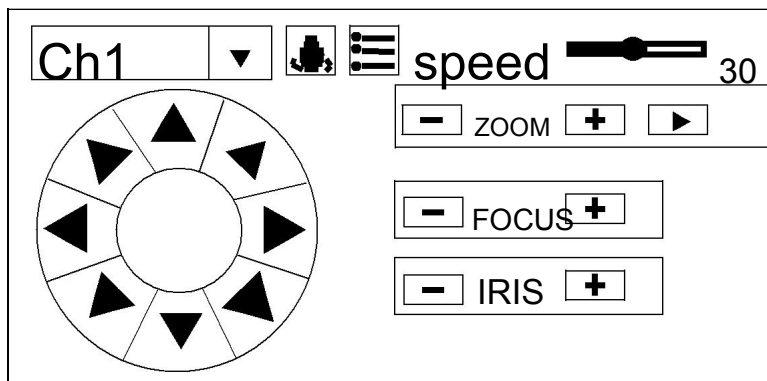 Ch1 speed 30
- ZOOM +
- FOCUS +
- IRIS +